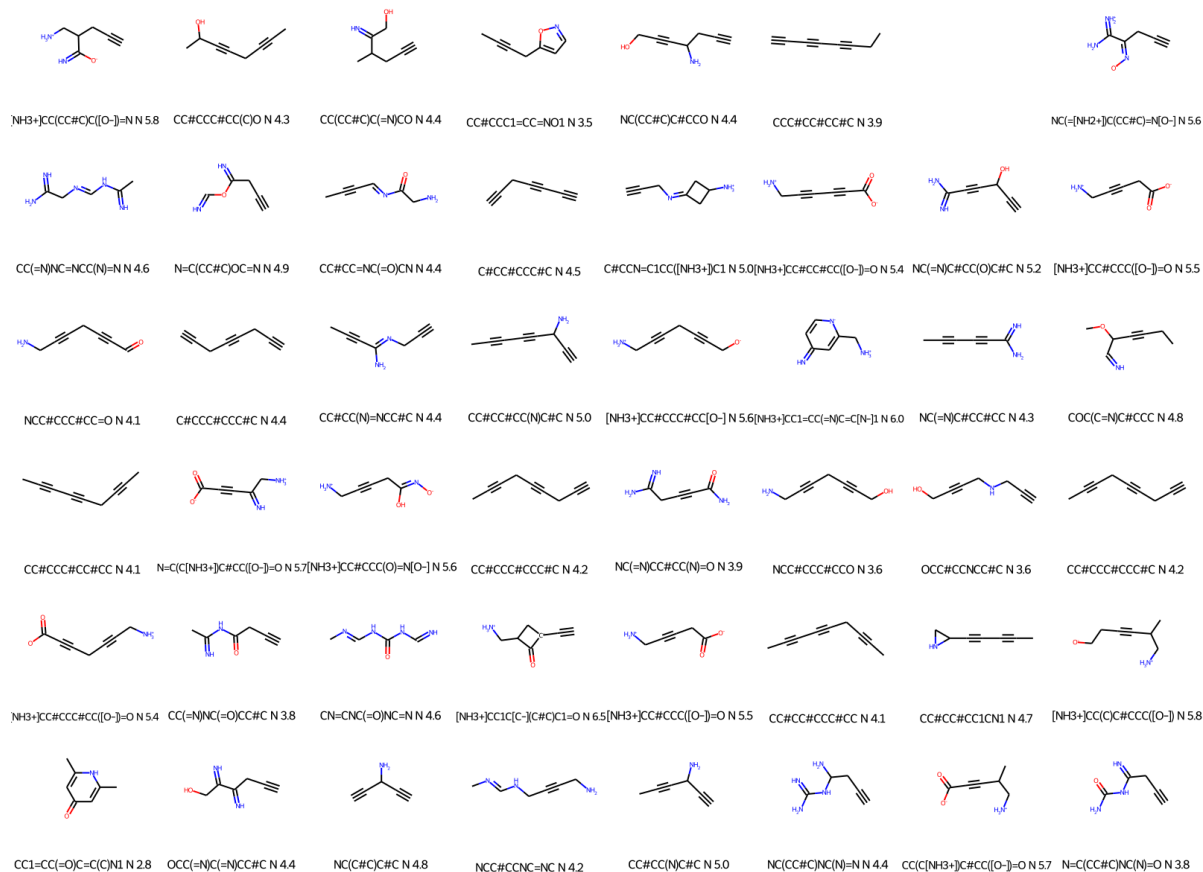 [NH3+]CC(CC#C)C([O-])=N N 5.8
CC#CCC#CC(C)O N 4.3
CC(CC#C)C(=N)CO N 4.4
CC#CCC1=CC=NO1 N 3.5
NC(CC#C)C#CCO N 4.4
CCC#CC#CC#C N 3.9
NC(=[NH2+])C(CC#C)=N[O-] N 5.6
CC(=N)NC=NCC(N)=N N 4.6
N=C(CC#C)OC=N N 4.9
CC#CC=NC(=O)CN N 4.4
C#CC#CCC#C N 4.5
C#CCN=C1CC([NH3+])C1 N 5.0
[NH3+]CC#CC#CC([O-])=O N 5.4
NC(=N)C#CC(O)C#C N 5.2
[NH3+]CC#CCC([O-])=O N 5.5
NCC#CCC#CC=O N 4.1
C#CCC#CCC#C N 4.4
CC#CC(N)=NCC#C N 4.4
CC#CC#CC(N)C#C N 5.0
[NH3+]CC#CCC#CC[O-] N 5.6
[NH3+]CC1=CC(=N)C=C[N-]1 N 6.0
NC(=N)C#CC#CC N 4.3
COC(C=N)C#CCC N 4.8
CC#CCC#CC#CC N 4.1
N=C(C[NH3+])C#CC([O-])=O N 5.7
[NH3+]CC#CCC(O)=N[O-] N 5.6
CC#CCC#CCC#C N 4.2
NC(=N)CC#CC(N)=O N 3.9
NCC#CCC#CCO N 3.6
OCC#CCNCC#C N 3.6
CC#CCC#CCC#C N 4.2
[NH3+]CC#CCC#CC([O-])=O N 5.4
CC(=N)NC(=O)CC#C N 3.8
CN=CNC(=O)NC=N N 4.6
[NH3+]CC1C[C-](C#C)C1=O N 6.5
[NH3+]CC#CCC([O-])=O N 5.5
CC#CC#CCC#CC N 4.1
CC#CC#CC1CN1 N 4.7
[NH3+]CC(C)C#CCC([O-]) N 5.8
CC1=CC(=O)C=C(C)N1 N 2.8
OCC(=N)C(=N)CC#C N 4.4
NC(C#C)C#C N 4.8
NCC#CCNC=NC N 4.2
CC#CC(N)C#C N 5.0
NC(CC#C)NC(N)=N N 4.4
CC(C[NH3+])C#CC([O-])=O N 5.7
N=C(CC#C)NC(N)=O N 3.8